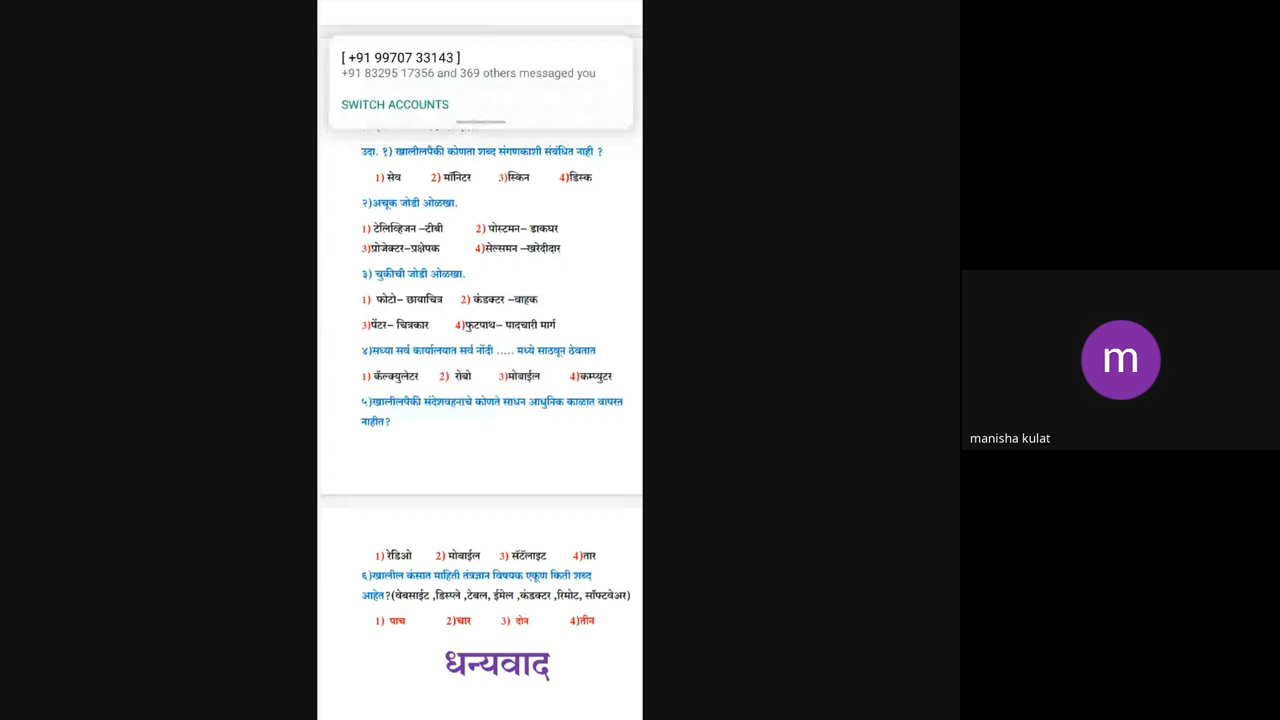 [ +91 99707 33143 ]
+91 83295 17356 and 369 others messaged you
SWITCH ACCOUNTS
उदा. १) खालीलपैकी कोणता शब्द संगणकाशी संबंधित नाही ?
1) सेव 2) मॉनिटर 3)स्किन 4)डिस्क
२)अचूक जोडी ओळखा.
1) टेलिव्हिजन –टीबी 2) पोस्टमन– डाकघर
3)प्रोजेक्टर–प्रक्षेपक 4)सेल्समन –खरेदीदार
३) चुकीची जोडी ओळखा.
1) फोटो– छायाचित्र 2) कंडक्टर –वाहक
3)पेंटर– चित्रकार 4)फुटपाथ– पादचारी मार्ग
४)सध्या सर्व कार्यालयात सर्व नोंदी ..... मध्ये साठवून ठेवतात
1) कॅल्क्युलेटर 2) रोबो 3)मोबाईल 4)कम्प्युटर
५)खालीलपैकी संदेशवहनाचे कोणते साधन आधुनिक काळात वापरत
नाहीत?
1) रेडिओ 2) मोबाईल 3) सॅटॅलाइट 4)तार
६)खालील कंसात माहिती तंत्रज्ञान विषयक एकूण किती शब्द
आहेत?(वेबसाईट ,डिस्प्ले ,टेबल, ईमेल ,कंडक्टर ,रिमोट, सॉफ्टवेअर)
1) पाच 2)चार 3) दोन 4)तीन
धन्यवाद
m
manisha kulat